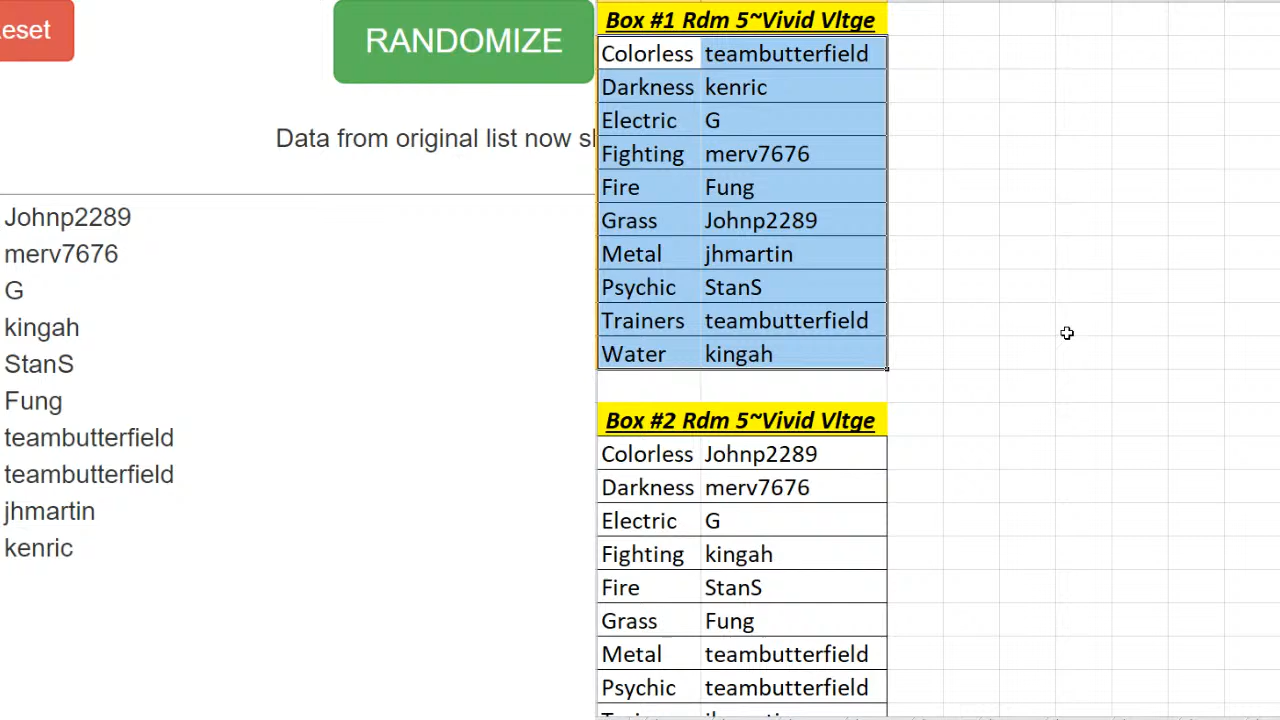 eset
RANDOMIZE
Data from original list now
Johnp2289
merv7676
G
kingah
StanS
Fung
teambutterfield
teambutterfield
jhmartin
kenric
Box #1 Rdm 5~Vivid Vltge
Colorless teambutterfield
Darkness kenric
Electric G
Fighting merv7676
Fire Fung
Grass Johnp2289
Metal jhmartin
Psychic StanS
Trainers teambutterfield
Water kingah
Box #2 Rdm 5~Vivid Vltge
Colorless Johnp2289
Darkness merv7676
Electric G
Fighting kingah
Fire StanS
Grass Fung
Metal teambutterfield
Psychic teambutterfield